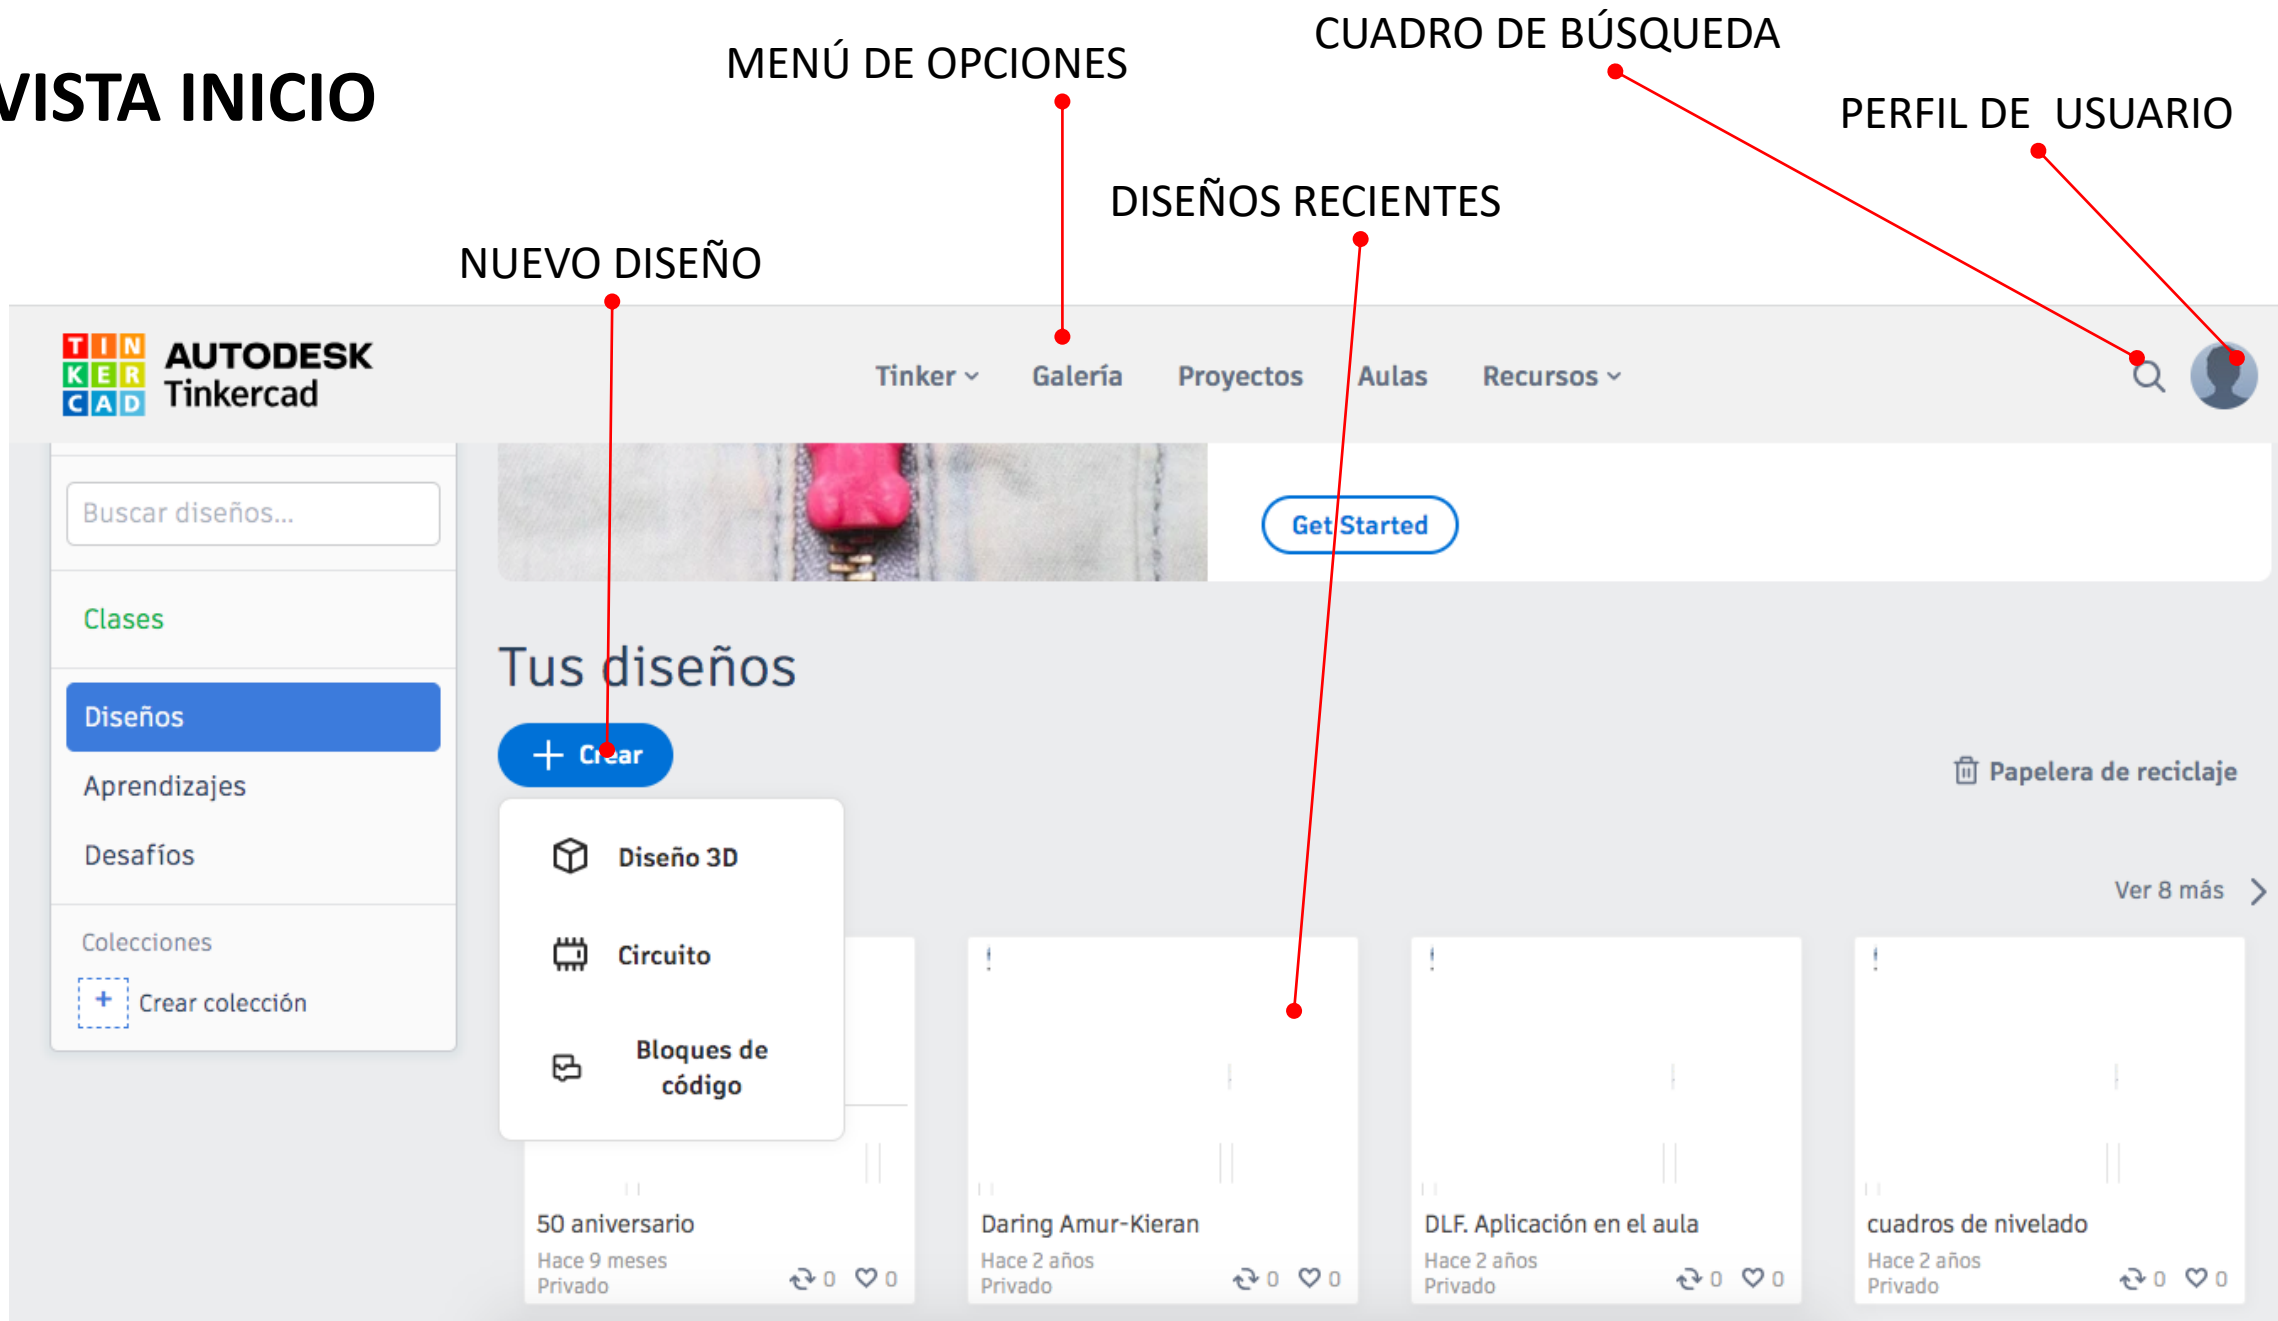 CUADRO DE BÚSQUEDA
MENÚ DE OPCIONES
VISTA INICIO
PERFIL DE USUARIO
DISEÑOS RECIENTES
NUEVO DISEÑO
TIN
KER
CAD
AUTODESK
Tinkercad
Tinker
Galería
Proyectos
Aulas
Recursos
Buscar diseños...
Get Started
Clases
Tus diseños
Diseños
+ Crear
Papelera de reciclaje
Aprendizajes
Desafíos
Diseño 3D
Ver 8 más
Colecciones
Circuito
+ Crear colección
Bloques de
código
50 aniversario
Hace 9 meses
Privado
0 0
Daring Amur-Kieran
Hace 2 años
Privado
0 0
DLF. Aplicación en el aula
Hace 2 años
Privado
0 0
cuadros de nivelado
Hace 2 años
Privado
0 0